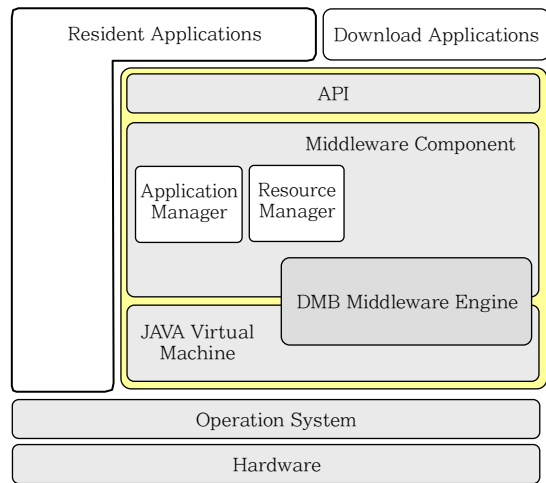 Resident Applications
Download Applications
API
Middleware Component
Application
Manager
Resource
Manager
DMB Middleware Engine
JAVA Virtual
Machine
Operation System
Hardware